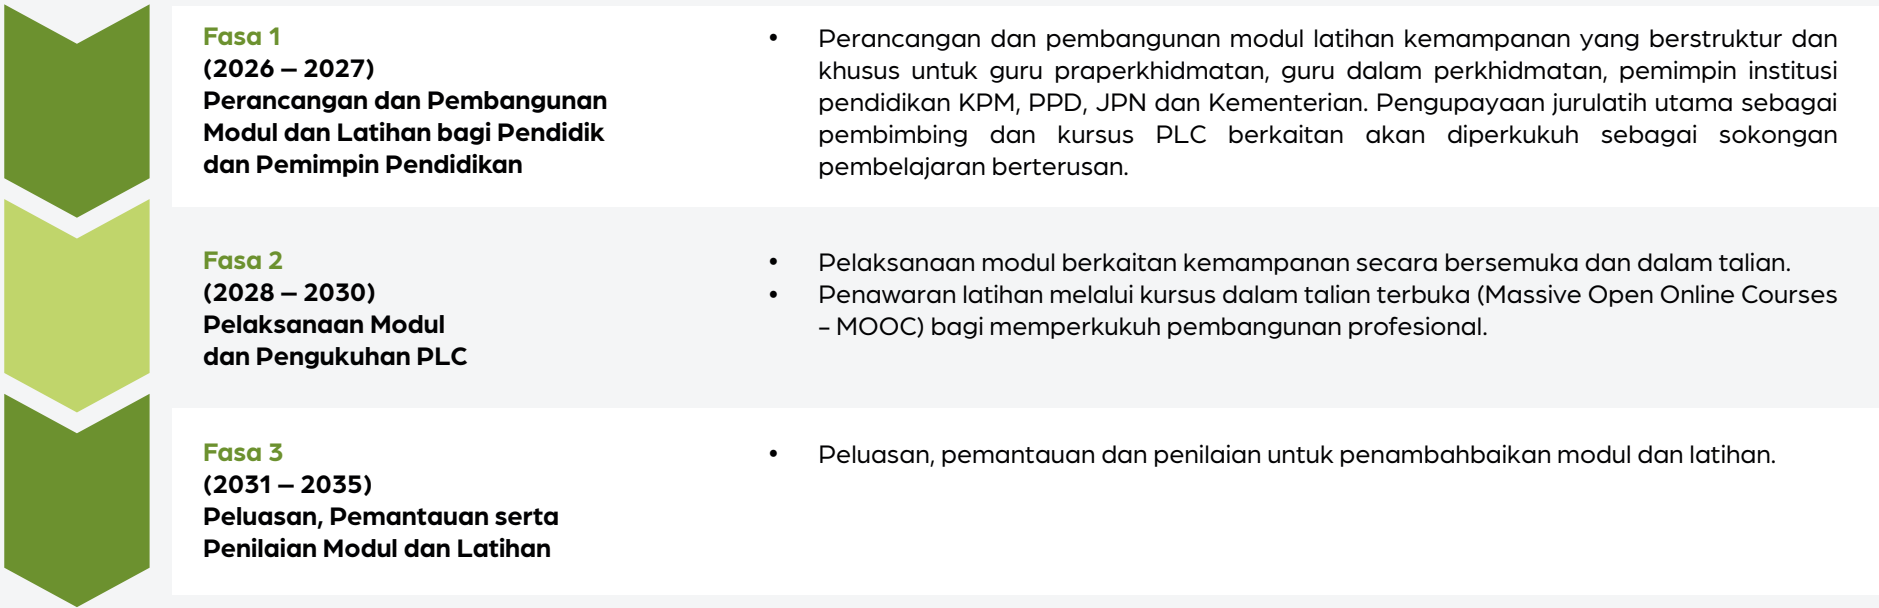 Fasa 1
(2026 – 2027)
Perancangan dan Pembangunan
Modul dan Latihan bagi Pendidik
dan Pemimpin Pendidikan
• Perancangan dan pembangunan modul latihan kemampanan yang berstruktur dan
khusus untuk guru praperkhidmatan, guru dalam perkhidmatan, pemimpin institusi
pendidikan KPM, PPD, JPN dan Kementerian. Pengupayaan jurulatih utama sebagai
pembimbing dan kursus PLC berkaitan akan diperkukuh sebagai sokongan
pembelajaran berterusan.
Fasa 2
(2028 – 2030)
Pelaksanaan Modul
dan Pengukuhan PLC
• Pelaksanaan modul berkaitan kemampanan secara bersemuka dan dalam talian.
• Penawaran latihan melalui kursus dalam talian terbuka (Massive Open Online Courses
- MOOC) bagi memperkukuh pembangunan profesional.
Fasa 3
(2031 – 2035)
Peluasan, Pemantauan serta
Penilaian Modul dan Latihan
• Peluasan, pemantauan dan penilaian untuk penambahbaikan modul dan latihan.